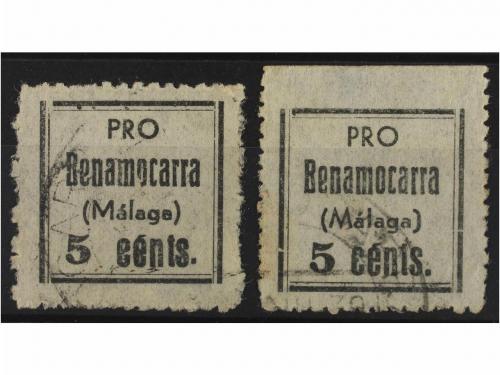 PRO
Benamocarra
(Málaga)
5 cénts.
PRO
Benamocarra
(Málaga)
5 cénts.